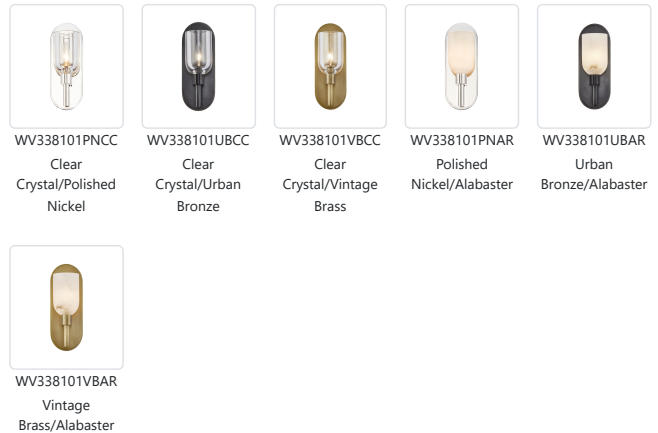 WV338101PNCC
Clear
Crystal/Polished
Nickel
WV338101UBCC
Clear
Crystal/Urban
Bronze
WV338101VBCC
Clear
Crystal/Vintage
Brass
WV338101PNAR
Polished
Nickel/Alabaster
WV338101UBAR
Urban
Bronze/Alabaster
WV338101VBAR
Vintage
Brass/Alabaster